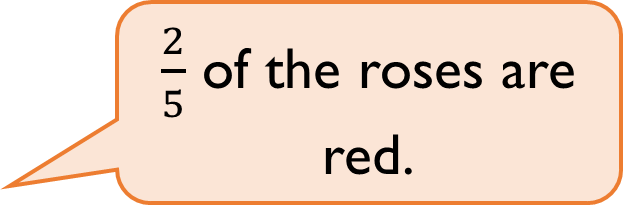 2/5 of the roses are
red.